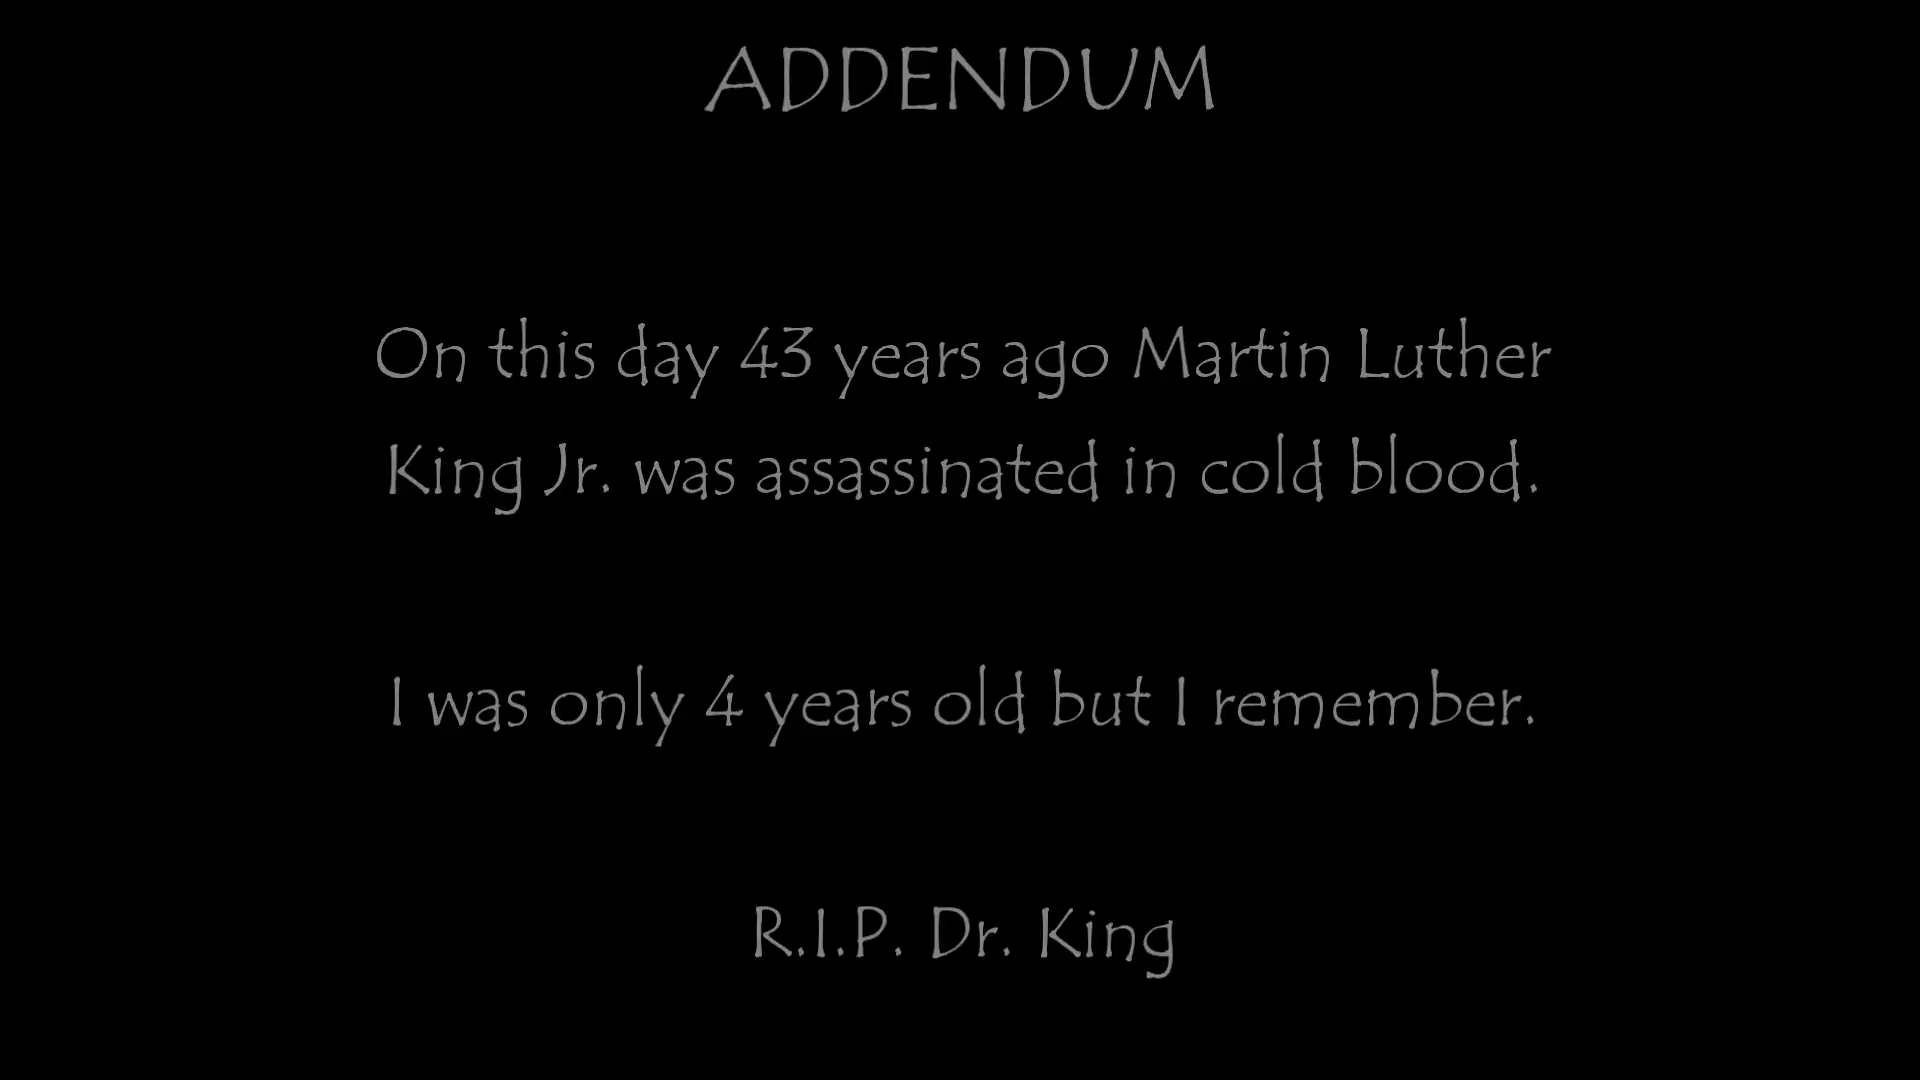 ADDENDUM
On this day 43 years ago Martin Luther
King Jr. was assassinated in cold blood.
I was only 4 years old but I remember.
R.I.P. Dr. King